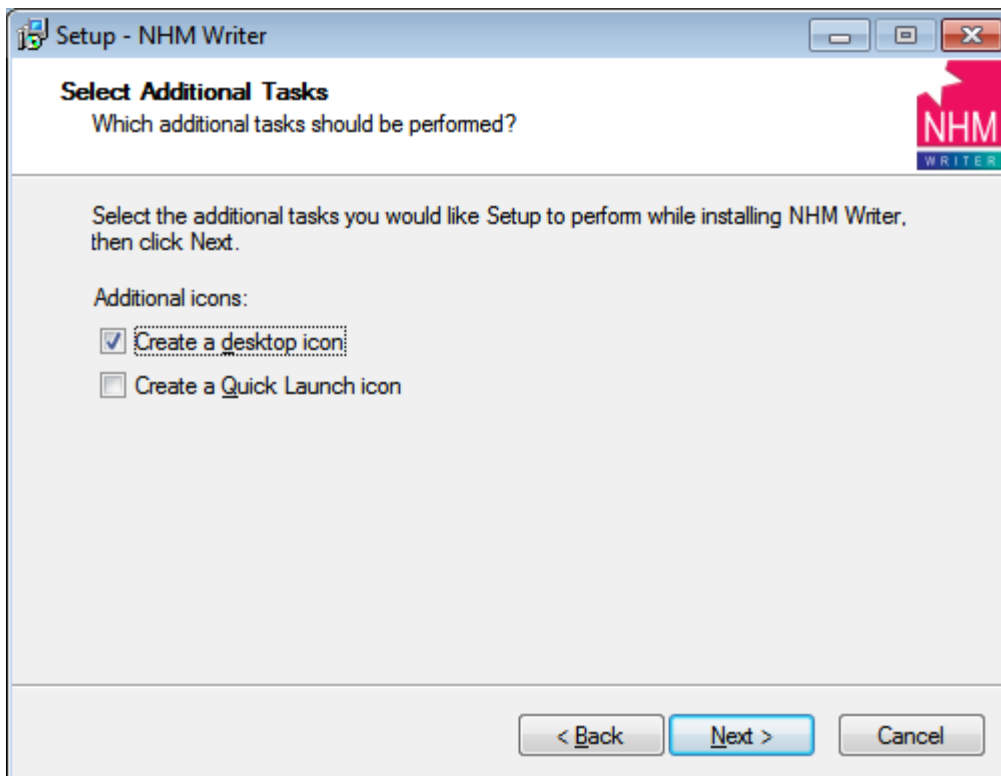 Setup - NHM Writer
Select Additional Tasks
Which additional tasks should be performed?
NHM
WRITER
Select the additional tasks you would like Setup to perform while installing NHM Writer,
then click Next.
Additional icons:
Create a desktop icon
Create a Quick Launch icon
< Back
Next >
Cancel